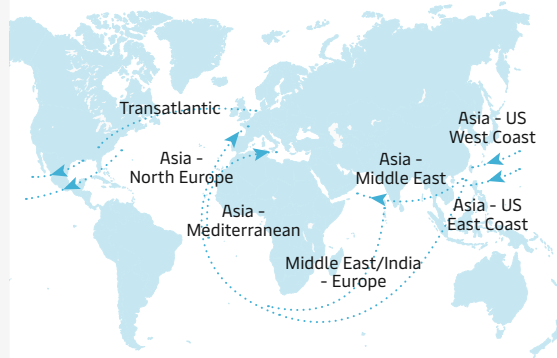 Transatlantic
Asia - US
West Coast
Asia -
North Europe
Asia -
Middle East
Asia -
Mediterranean
Asia - US
East Coast
Middle East/India
- Europe